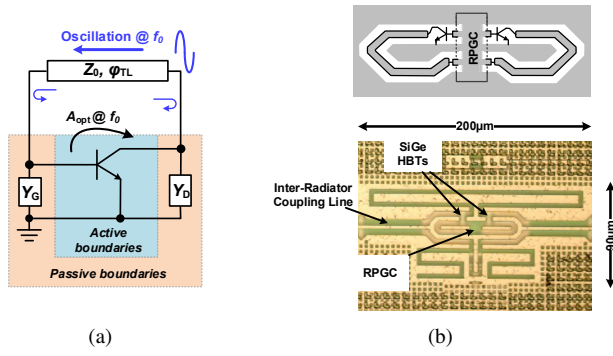 Oscillation @ f0
Z0, φTL
Aopt @ f0
YG
YD
Active
boundaries
Passive boundaries
(a)
RPGC
200μm
SiGe
HBTs
Inter-Radiator
Coupling Line
RPGC
90μm
(b)